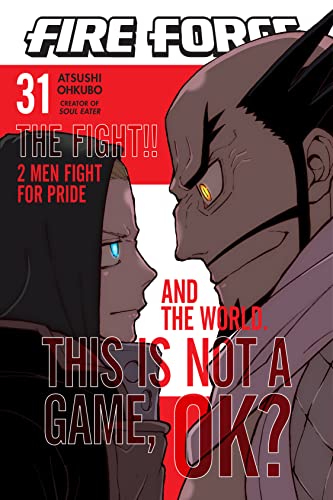 FIRE FORCE
31
ATSUSHI
OHKUBO
CREATOR OF
SOUL EATER
THE FIGHT!!
2 MEN FIGHT
FOR PRIDE
AND
THE WORLD.
THIS IS NOT A
GAME, OK?